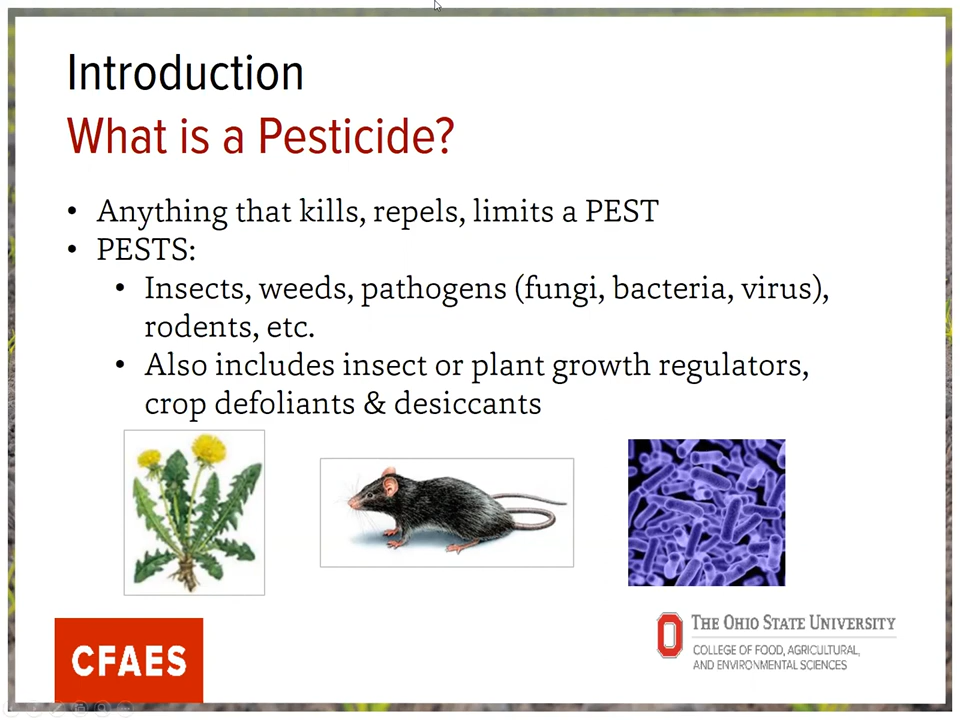 Introduction
What is a Pesticide?
• Anything that kills, repels, limits a PEST
• PESTS:
• Insects, weeds, pathogens (fungi, bacteria, virus),
rodents, etc.
• Also includes insect or plant growth regulators,
crop defoliants & desiccants
CFAES
THE OHIO STATE UNIVERSITY
COLLEGE OF FOOD, AGRICULTURAL,
AND ENVIRONMENTAL SCIENCES